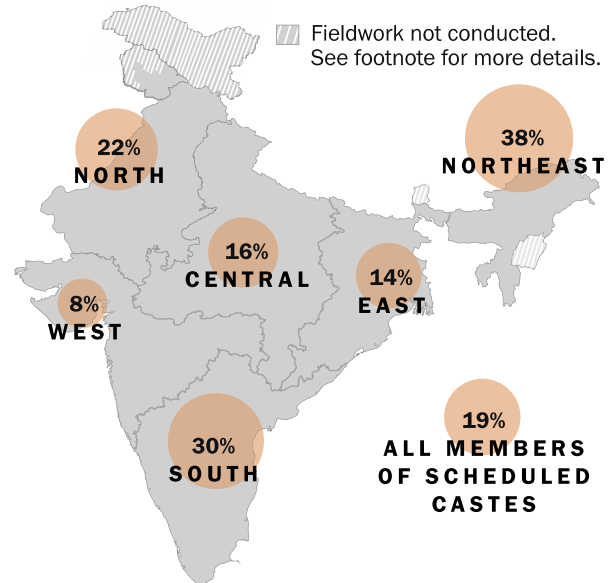 Fieldwork not conducted.
See footnote for more details.
22%
NORTH
38%
NORTHEAST
16%
CENTRAL
14%
EAST
8%
WEST
30%
SOUTH
19%
ALL MEMBERS
OF SCHEDULED
CASTES